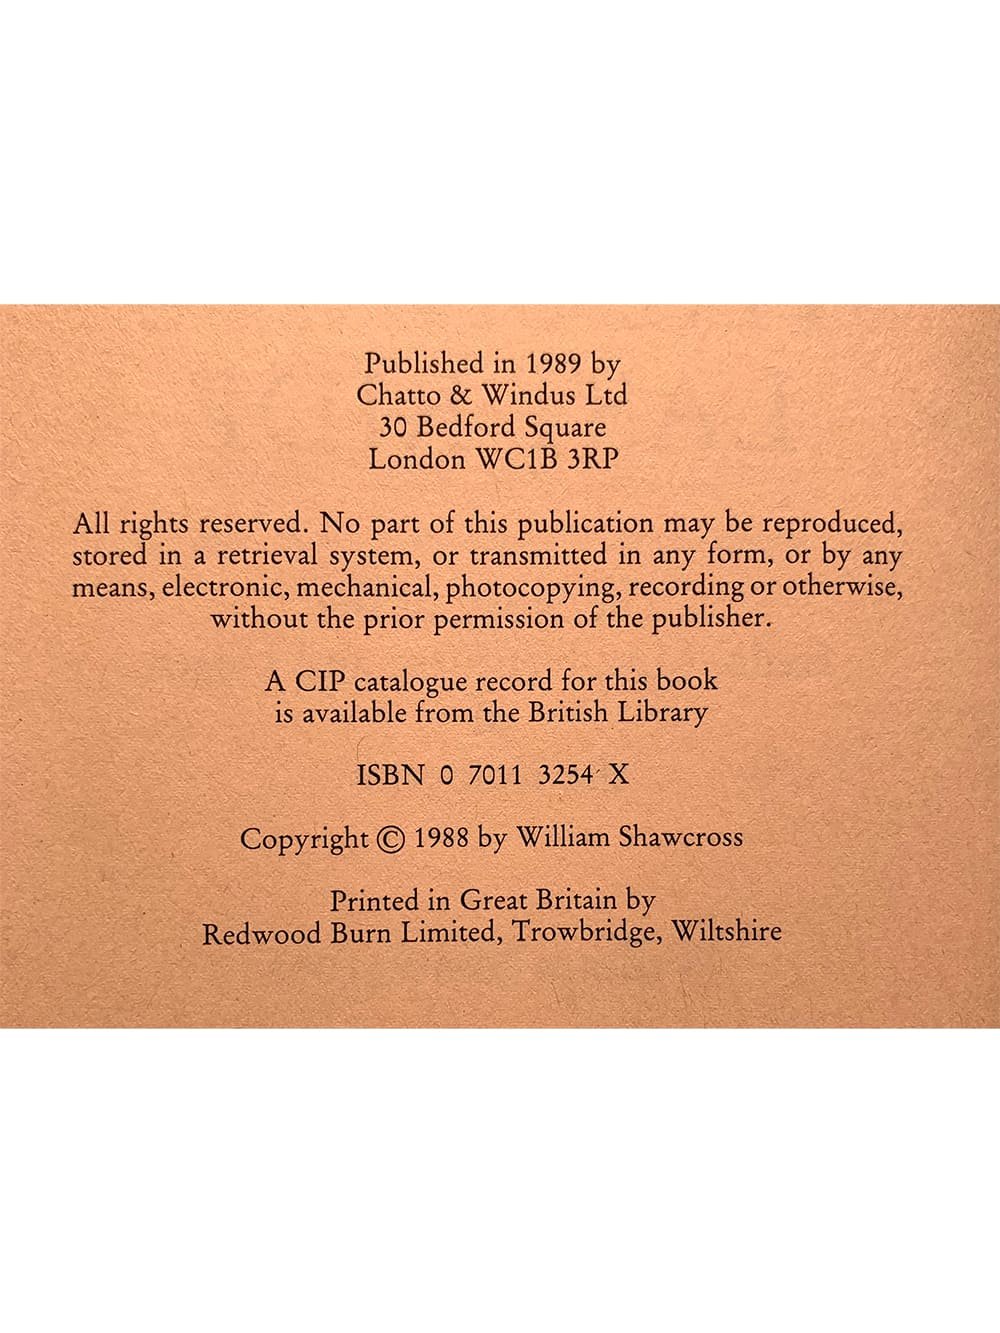 Published in 1989 by
Chatto & Windus Ltd
30 Bedford Square
London WC1B 3RP
All rights reserved. No part of this publication may be reproduced,
stored in a retrieval system, or transmitted in any form, or by any
means, electronic, mechanical, photocopying, recording or otherwise,
without the prior permission of the publisher.
A CIP catalogue record for this book
is available from the British Library
ISBN 0 7011 3254 X
Copyright © 1988 by William Shawcross
Printed in Great Britain by
Redwood Burn Limited, Trowbridge, Wiltshire